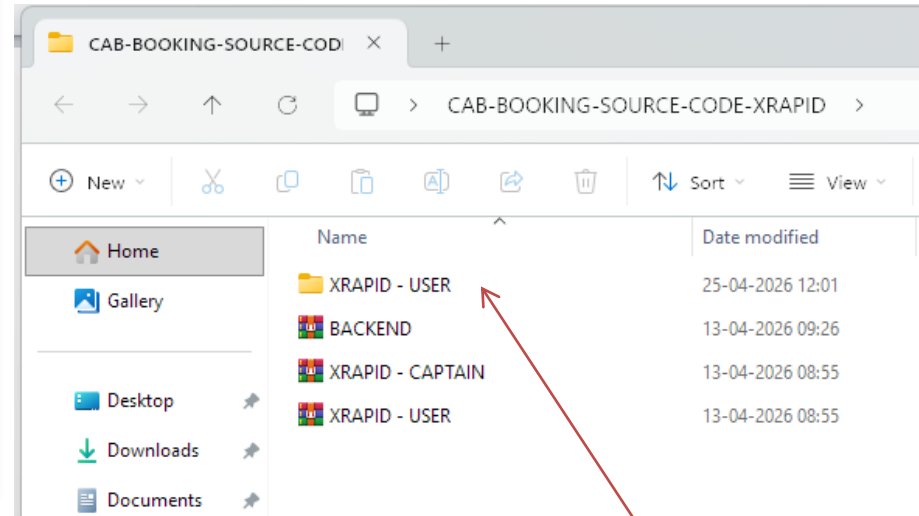 CAB-BOOKING-SOURCE-COD
CAB-BOOKING-SOURCE-CODE-XRAPID
New
Sort
View
Name
Date modified
Home
Gallery
Desktop
Downloads
Documents
XRAPID - USER 25-04-2026 12:01
BACKEND 13-04-2026 09:26
XRAPID - CAPTAIN 13-04-2026 08:55
XRAPID - USER 13-04-2026 08:55